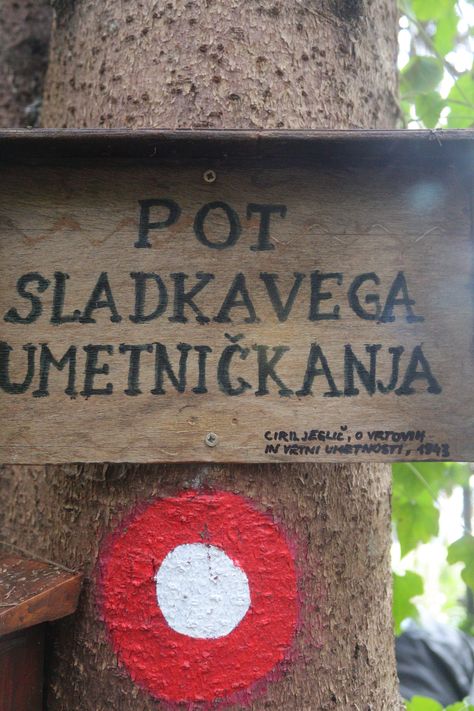 POT
SLADKAVEGA
UMETNIČKANJA
CIRIL JEGLIČ, O VRTOVIH
IN VRTNI UMETNOSTI, 1943